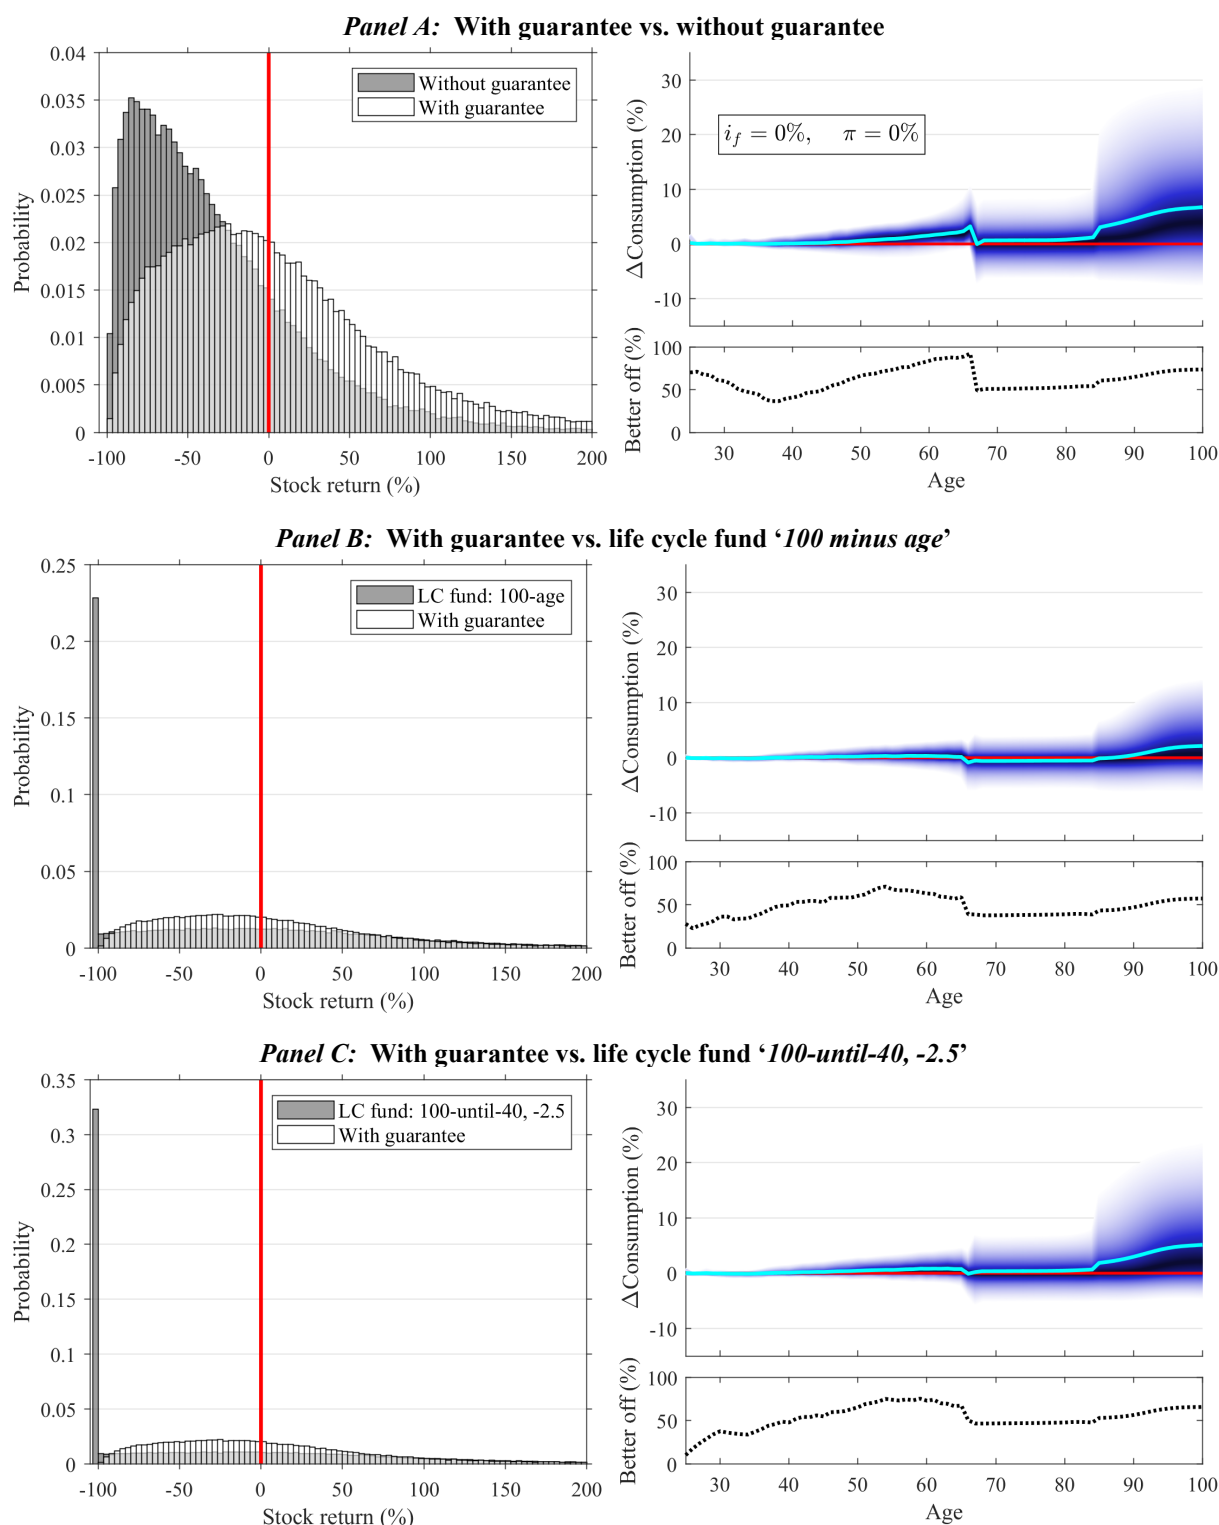 Panel A: With guarantee vs. without guarantee
0.04
0.035
0.03
0.025
0.02
0.015
0.01
0.005
0
Probability
Without guarantee
With guarantee
-100 -50 0 50 100 150 200
Stock return (%)
30
20
10
0
-10
ΔConsumption (%)
i_f = 0%, π = 0%
100
50
0
Better off (%)
30 40 50 60 70 80 90 100
Age
Panel B: With guarantee vs. life cycle fund ‘100 minus age’
0.25
0.2
0.15
0.1
0.05
0
Probability
LC fund: 100-age
With guarantee
-100 -50 0 50 100 150 200
Stock return (%)
30
20
10
0
-10
ΔConsumption (%)
100
50
0
Better off (%)
30 40 50 60 70 80 90 100
Age
Panel C: With guarantee vs. life cycle fund ‘100-until-40, -2.5’
0.35
0.3
0.25
0.2
0.15
0.1
0.05
0
Probability
LC fund: 100-until-40, -2.5
With guarantee
-100 -50 0 50 100 150 200
Stock return (%)
30
20
10
0
-10
ΔConsumption (%)
100
50
0
Better off (%)
30 40 50 60 70 80 90 100
Age